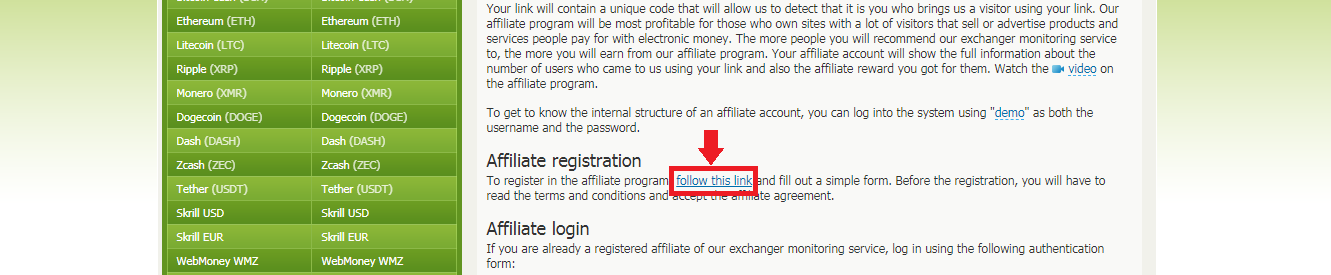 Your link will contain a unique code that will allow us to detect that it is you who brings us a visitor using your link. Our
affiliate program will be most profitable for those who own sites with a lot of visitors that sell or advertise products and
services people pay for with electronic money. The more people you will recommend our exchanger monitoring service
to, the more you will earn from our affiliate program. Your affiliate account will show the full information about the
number of users who came to us using your link and also the affiliate reward you got for them. Watch the video on
the affiliate program.
To get to know the internal structure of an affiliate account, you can log into the system using "demo" as both the
username and the password.
Affiliate registration
To register in the affiliate program follow this link and fill out a simple form. Before the registration, you will have to
read the terms and conditions and accept the affiliate agreement.
Affiliate login
If you are already a registered affiliate of our exchanger monitoring service, log in using the following authentication
form:
Ethereum (ETH) Ethereum (ETH)
Litecoin (LTC) Litecoin (LTC)
Ripple (XRP) Ripple (XRP)
Monero (XMR) Monero (XMR)
Dogecoin (DOGE) Dogecoin (DOGE)
Dash (DASH) Dash (DASH)
Zcash (ZEC) Zcash (ZEC)
Tether (USDT) Tether (USDT)
Skrill USD Skrill USD
Skrill EUR Skrill EUR
WebMoney WMZ WebMoney WMZ